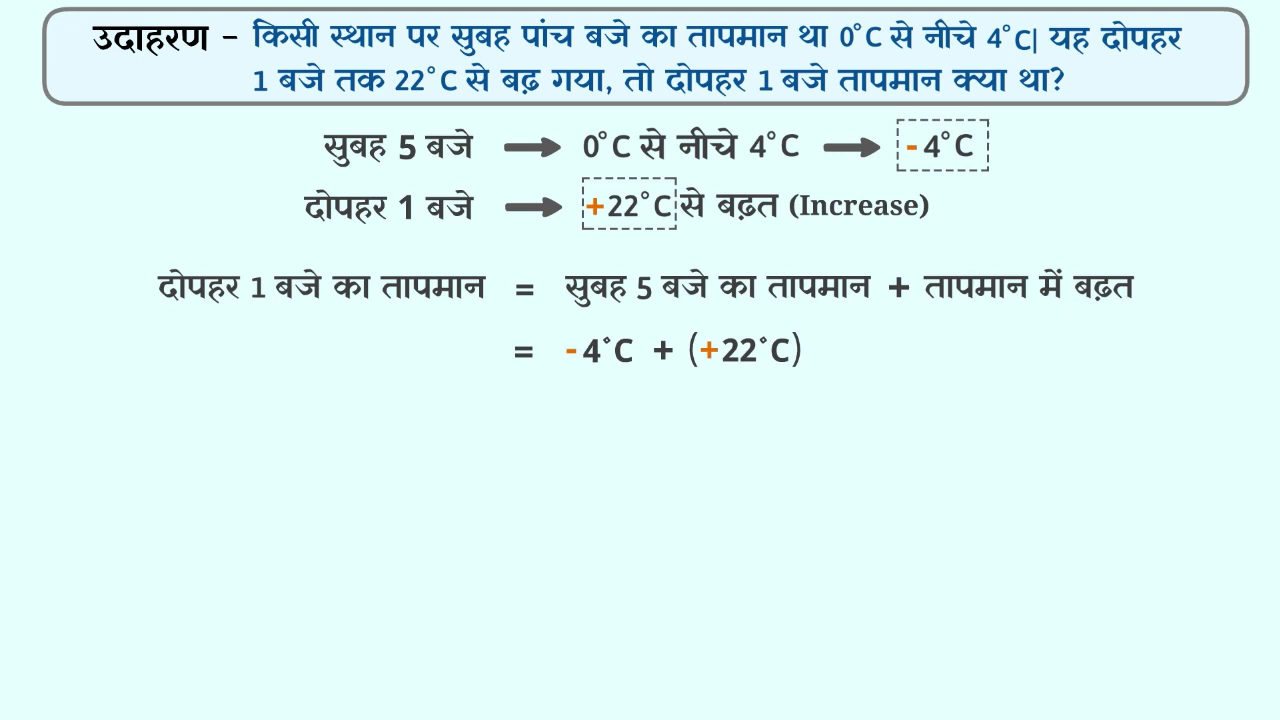 उदाहरण - किसी स्थान पर सुबह पांच बजे का तापमान था 0°C से नीचे 4°C| यह दोपहर
1 बजे तक 22°C से बढ़ गया, तो दोपहर 1 बजे तापमान क्या था?
सुबह 5 बजे → 0°C से नीचे 4°C → -4°C
दोपहर 1 बजे → +22°C से बढ़त (Increase)
दोपहर 1 बजे का तापमान = सुबह 5 बजे का तापमान + तापमान में बढ़त
= -4°C + (+22°C)